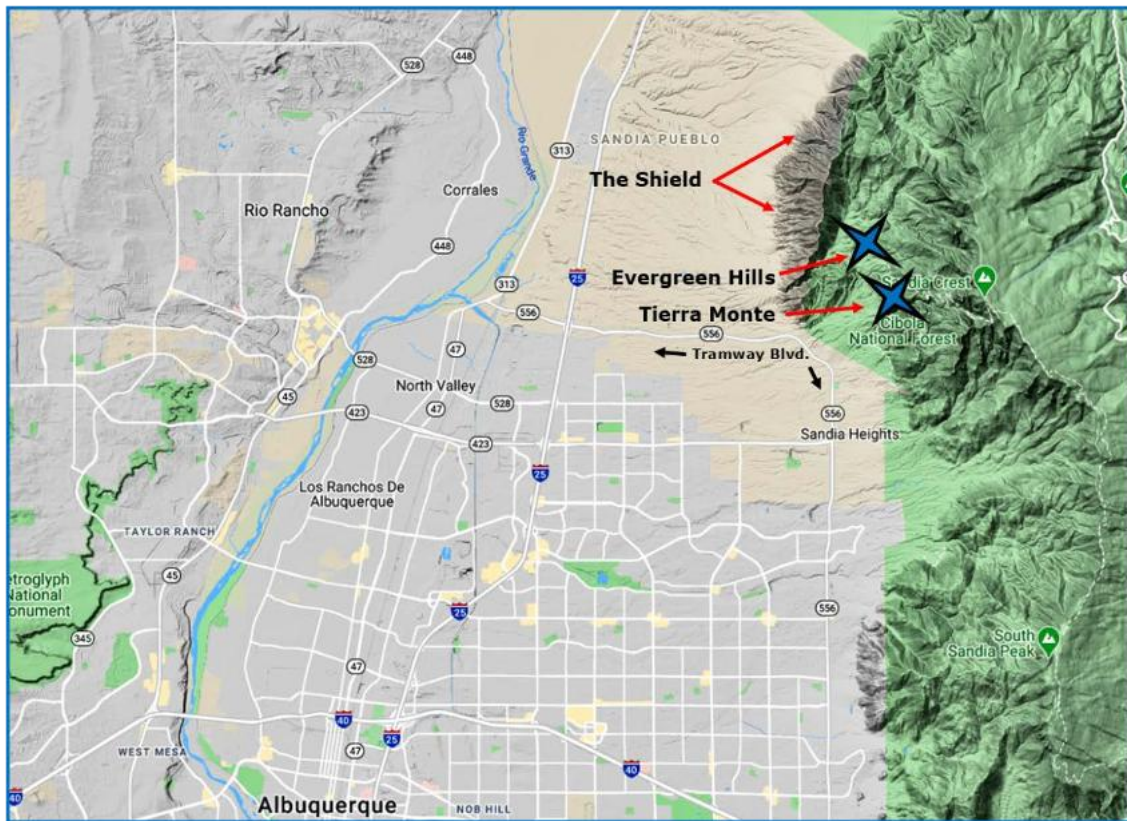 528
448
SANDIA PUEBLO
Rio Grande
313
Corrales
The Shield
Rio Rancho
448
Evergreen Hills
25
Sandia Crest
313
Tierra Monte
556
556
Cibola
National Forest
Tramway Blvd.
47
528
North Valley
45
528
47
423
556
423
Sandia Heights
25
Los Ranchos De
Albuquerque
TAYLOR RANCH
45
etroglyph
National
onument
25
556
345
South
Sandia Peak
47
40
25
47
WEST MESA
40
40
Albuquerque
NOB HILL